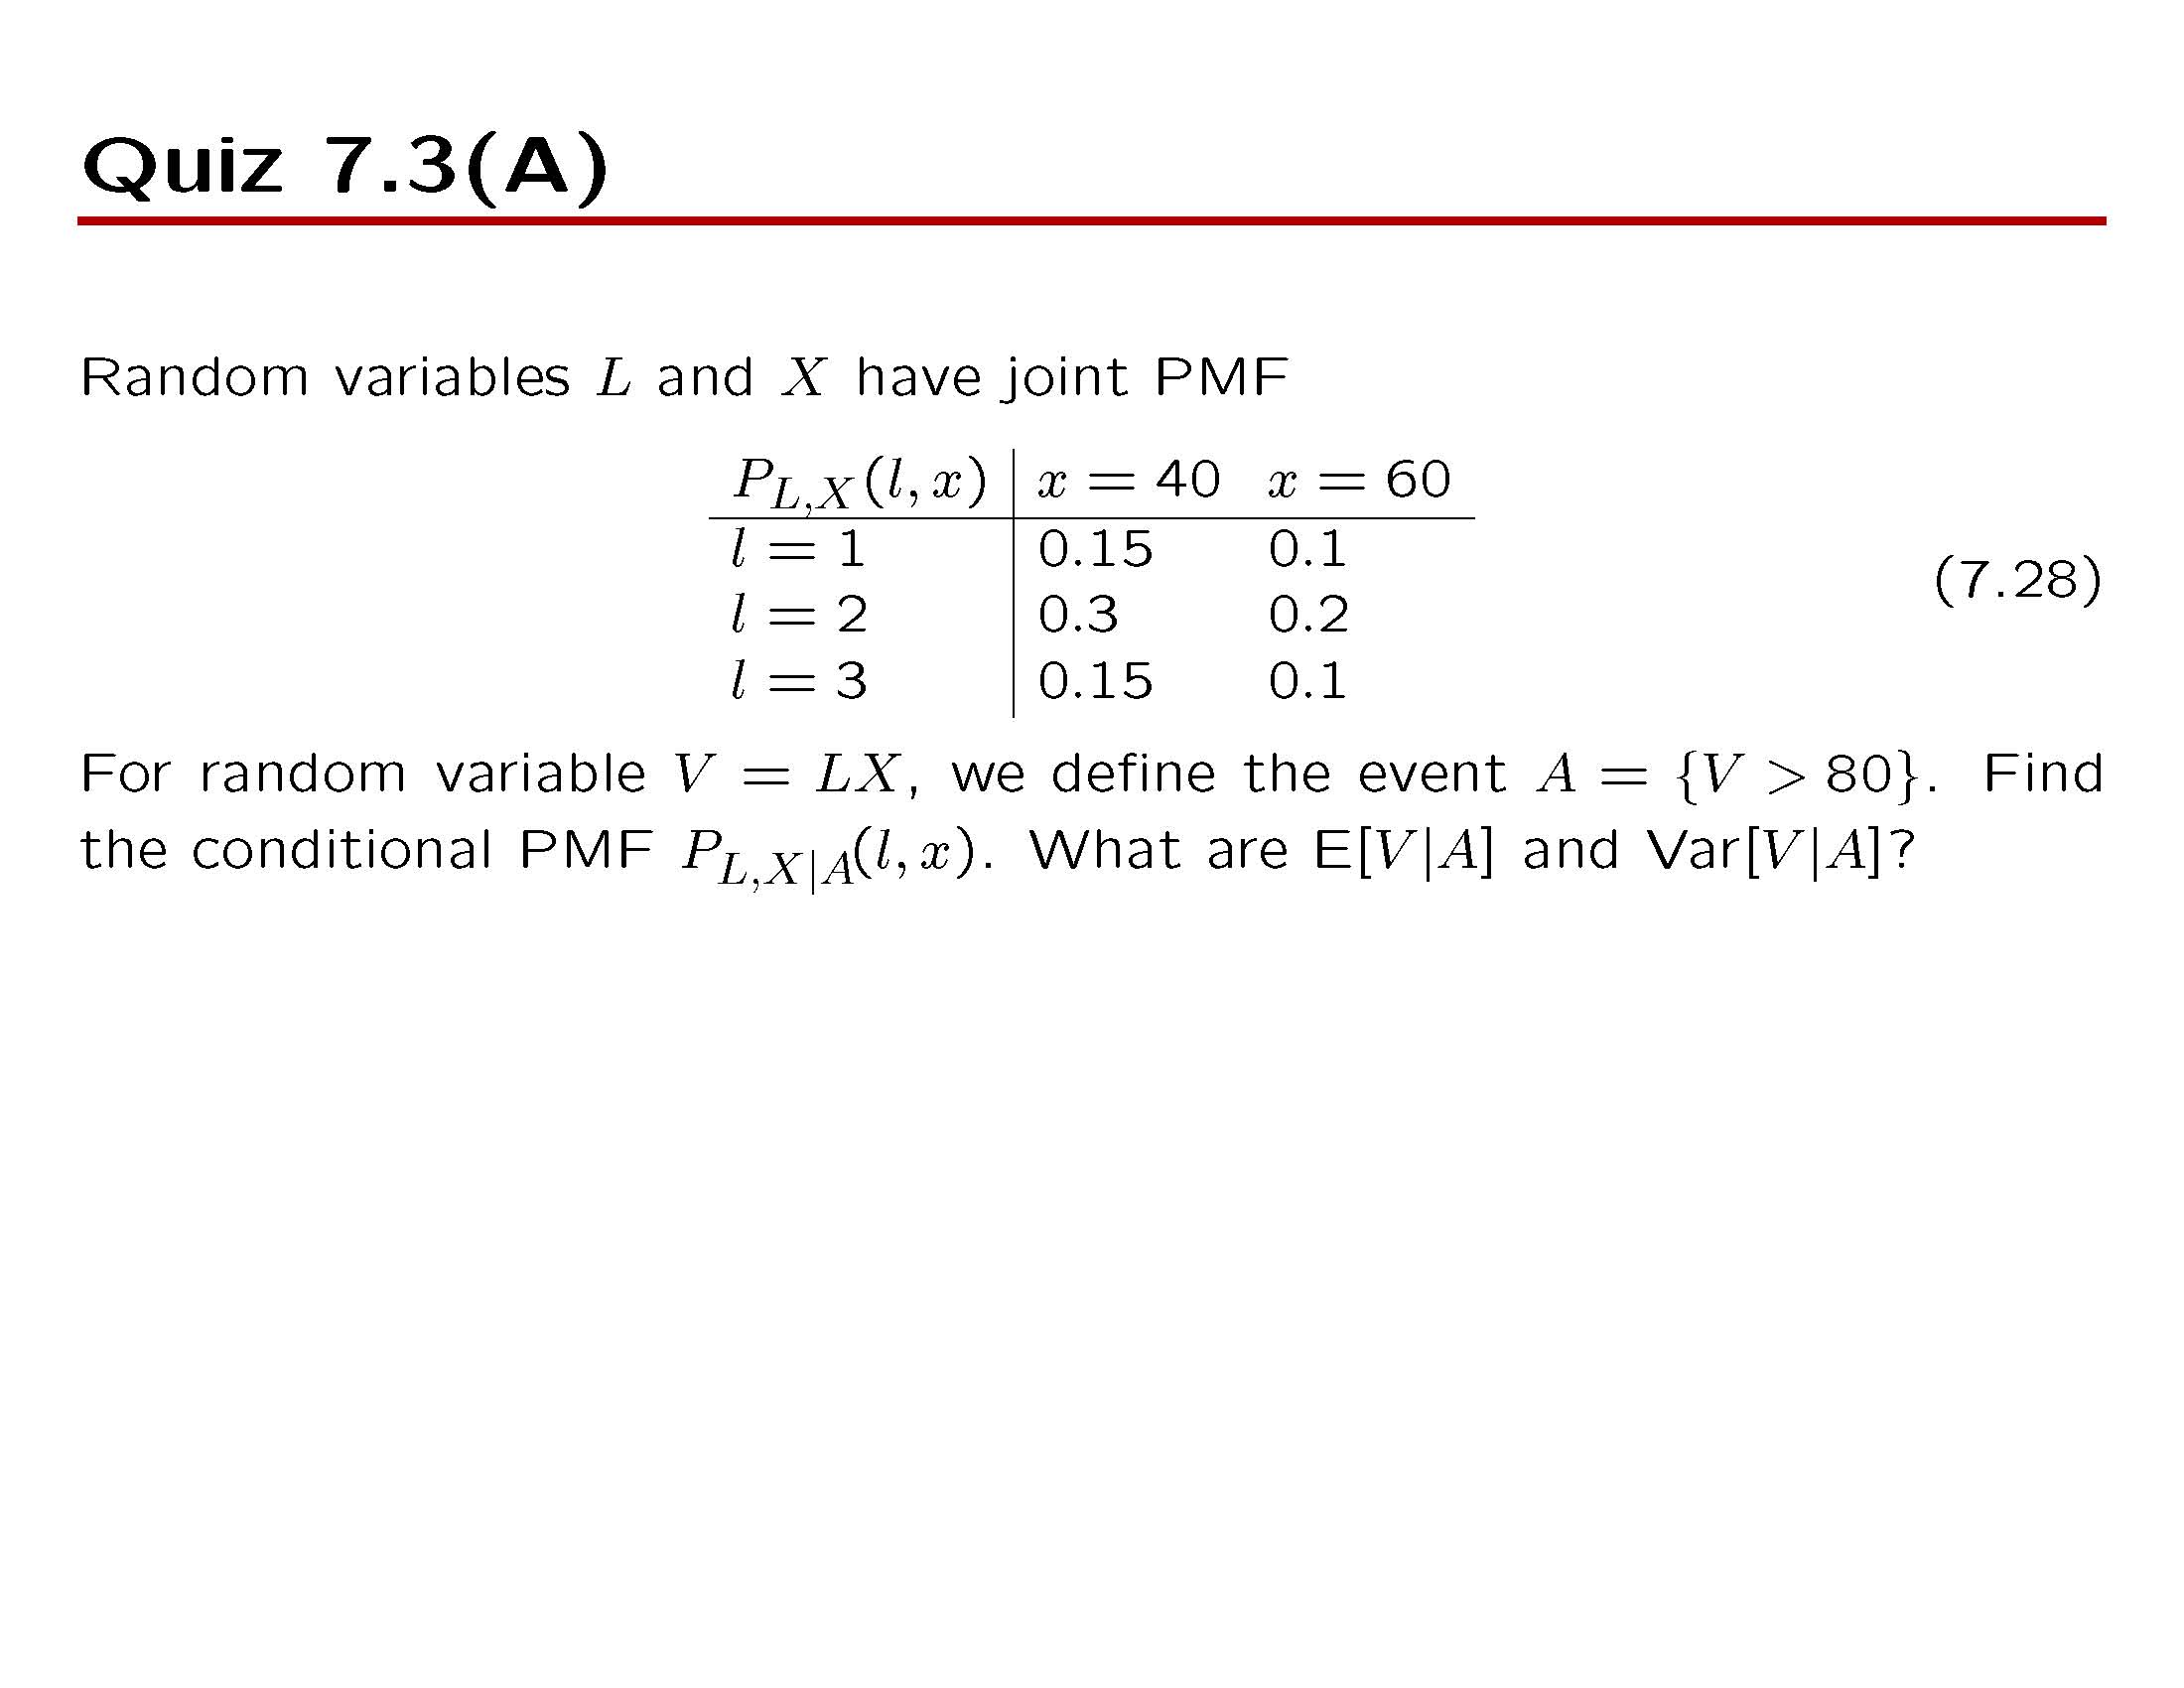 Quiz 7.3(A)
Random variables L and X have joint PMF
P_{L,X}(l, x) x = 40 x = 60
l = 1 0.15 0.1
l = 2 0.3 0.2
(7.28)
l = 3 0.15 0.1
For random variable V = LX, we define the event A = {V > 80}. Find
the conditional PMF P_{L,X|A}(l, x). What are E[V|A] and Var[V|A]?